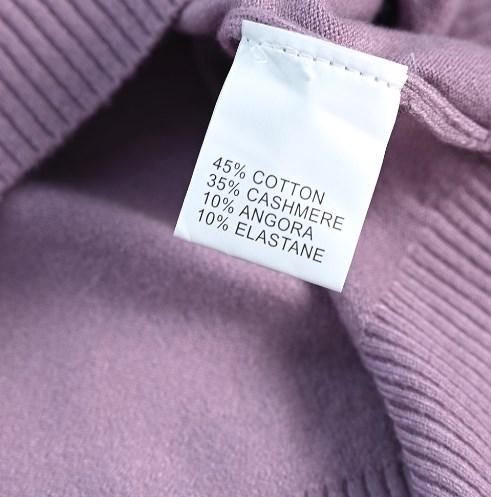 45% COTTON
35% CASHMERE
10% ANGORA
10% ELASTANE